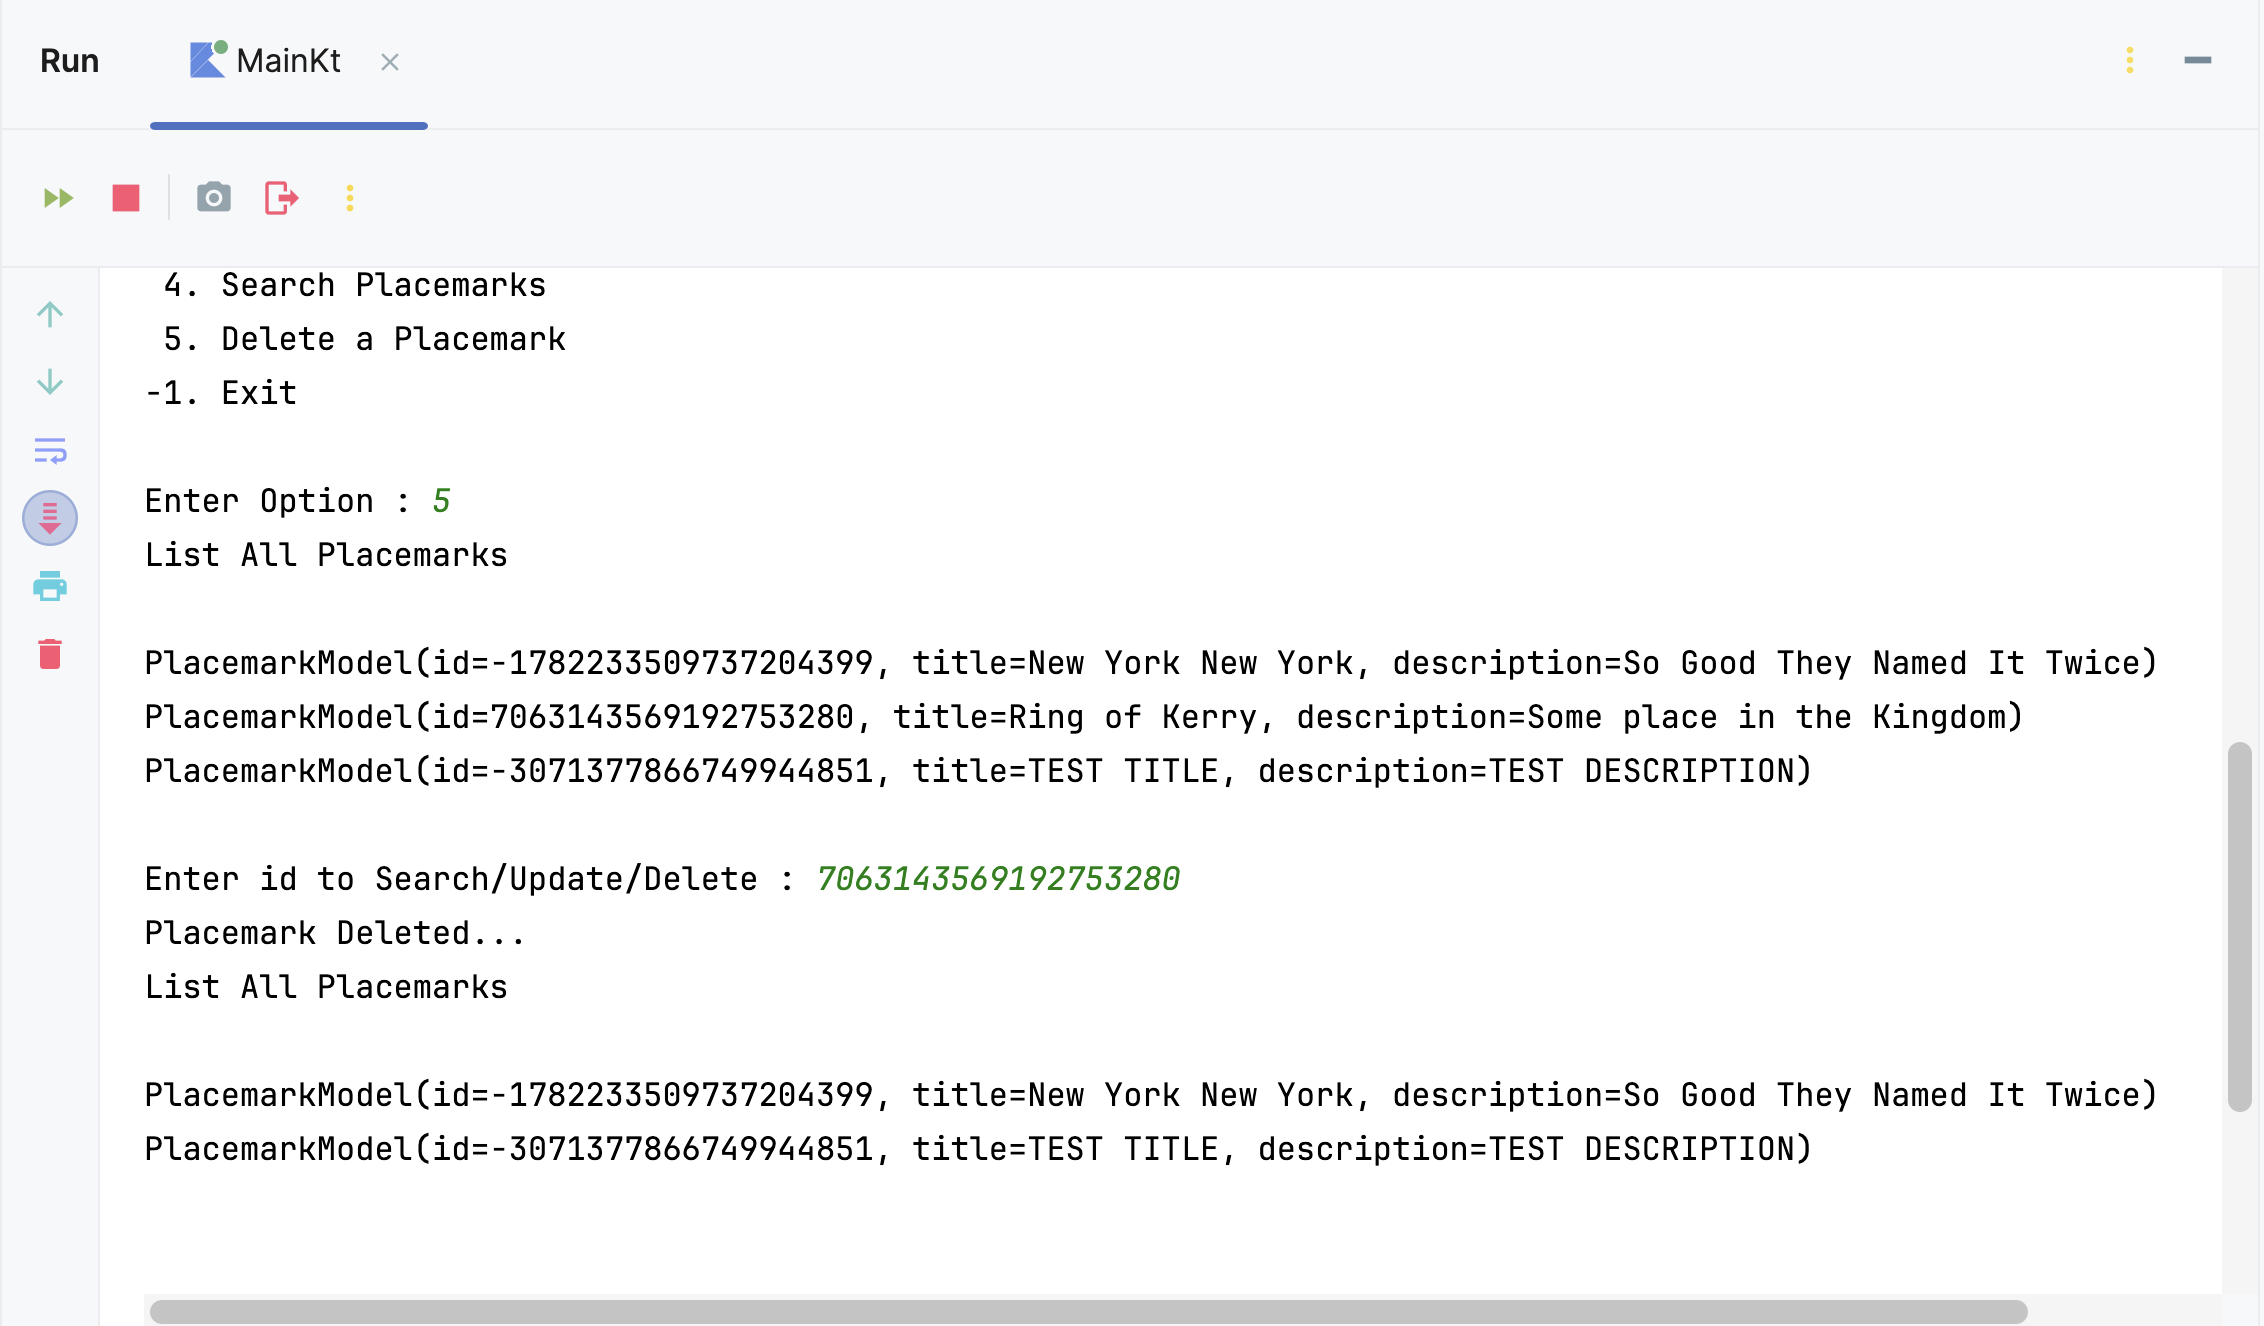 Run MainKt
4. Search Placemarks
5. Delete a Placemark
-1. Exit
Enter Option : 5
List All Placemarks
PlacemarkModel(id=-1782233509737204399, title=New York New York, description=So Good They Named It Twice)
PlacemarkModel(id=7063143569192753280, title=Ring of Kerry, description=Some place in the Kingdom)
PlacemarkModel(id=-3071377866749944851, title=TEST TITLE, description=TEST DESCRIPTION)
Enter id to Search/Update/Delete : 7063143569192753280
Placemark Deleted...
List All Placemarks
PlacemarkModel(id=-1782233509737204399, title=New York New York, description=So Good They Named It Twice)
PlacemarkModel(id=-3071377866749944851, title=TEST TITLE, description=TEST DESCRIPTION)